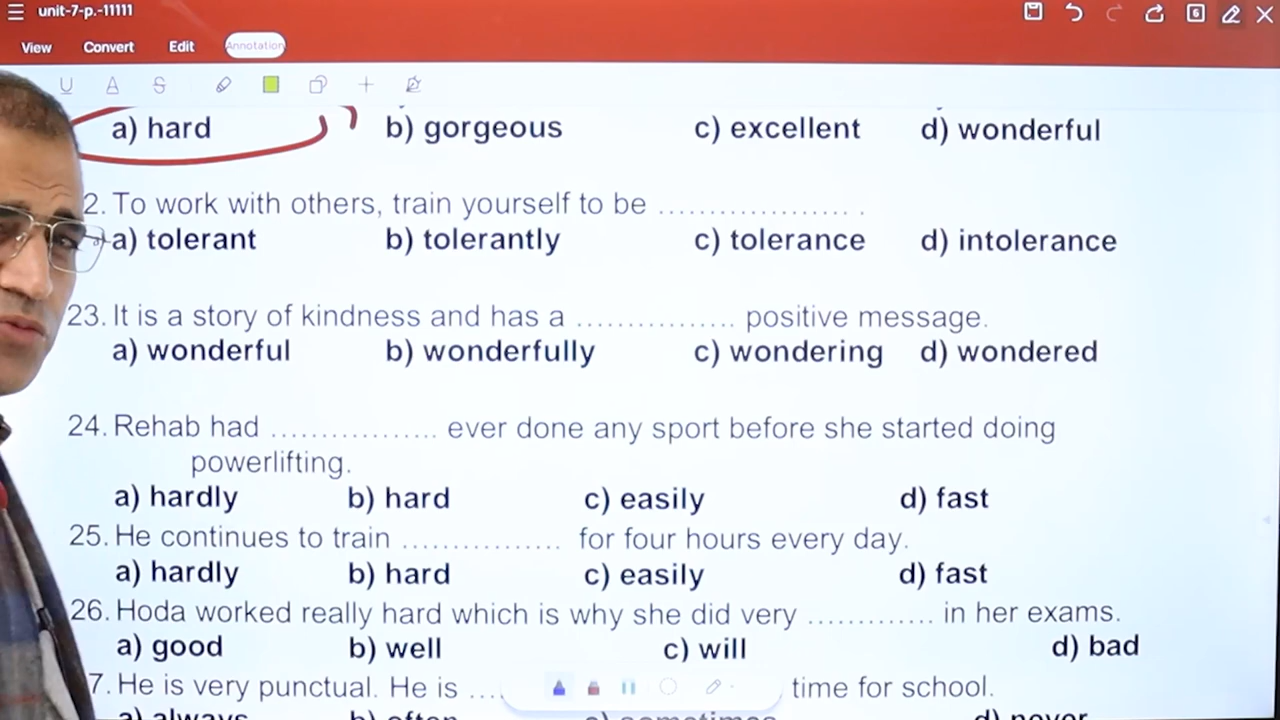 unit-7-p.-11111
6
View Convert Edit Annotation
U A S
a) hard b) gorgeous c) excellent d) wonderful
2. To work with others, train yourself to be ................... .
a) tolerant b) tolerantly c) tolerance d) intolerance
23. It is a story of kindness and has a ................ positive message.
a) wonderful b) wonderfully c) wondering d) wondered
24. Rehab had ................. ever done any sport before she started doing
powerlifting.
a) hardly b) hard c) easily d) fast
25. He continues to train ................ for four hours every day.
a) hardly b) hard c) easily d) fast
26. Hoda worked really hard which is why she did very ............. in her exams.
a) good b) well c) will d) bad
7. He is very punctual. He is .... time for school.
a) always b) often c) sometimes d) never